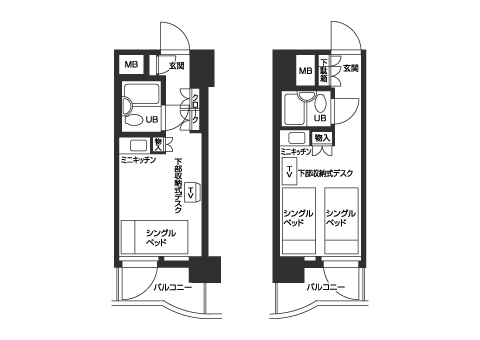 MB
玄関
クローク
UB
物入
ミニキッチン
下部収納式デスク
TV
シングル
ベッド
バルコニー
MB
下駄箱
玄関
UB
物入
ミニキッチン
TV
下部収納式デスク
シングル
ベッド
シングル
ベッド
バルコニー